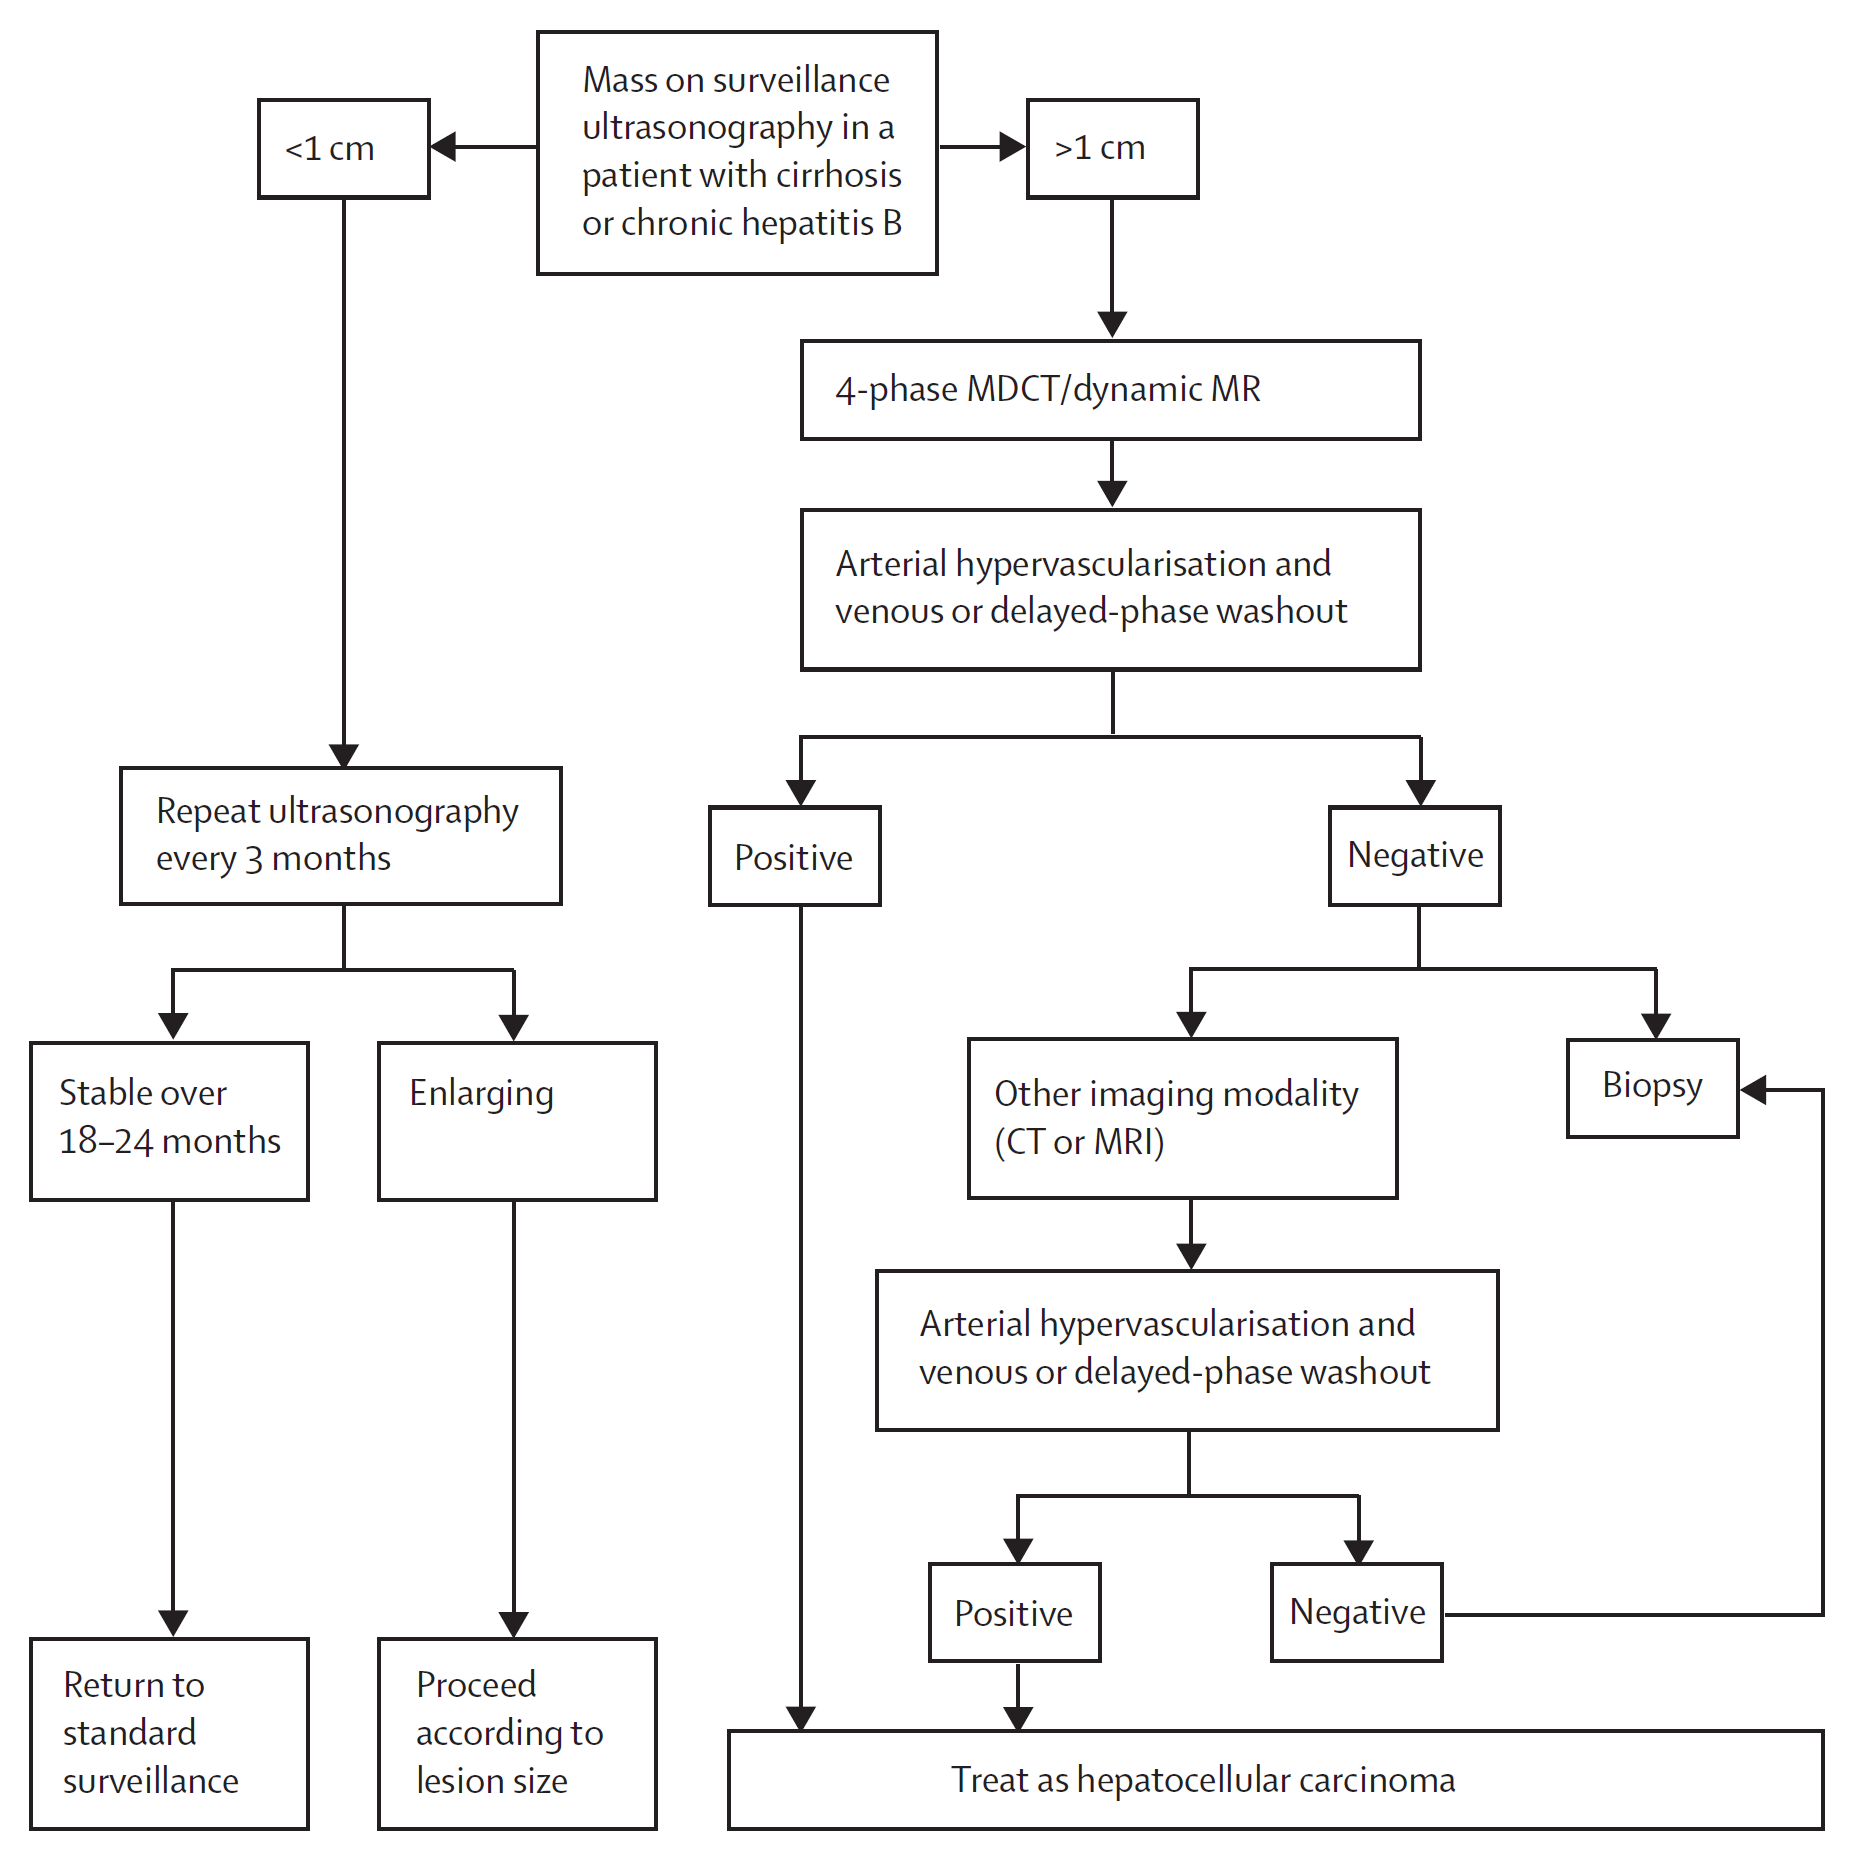 Mass on surveillance
ultrasonography in a
patient with cirrhosis
or chronic hepatitis B
<1 cm
>1 cm
4-phase MDCT/dynamic MR
Arterial hypervascularisation and
venous or delayed-phase washout
Repeat ultrasonography
every 3 months
Positive
Negative
Stable over
18–24 months
Enlarging
Other imaging modality
(CT or MRI)
Biopsy
Arterial hypervascularisation and
venous or delayed-phase washout
Positive
Negative
Return to
standard
surveillance
Proceed
according to
lesion size
Treat as hepatocellular carcinoma